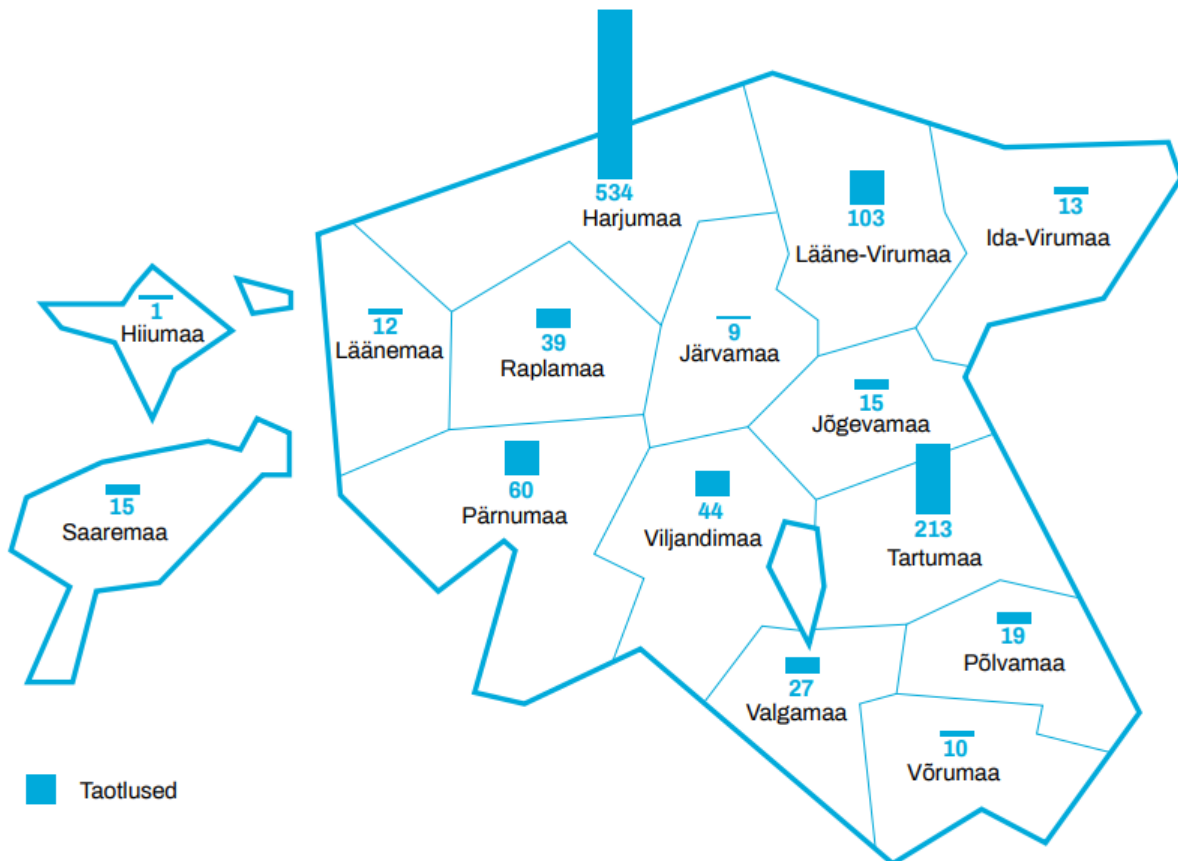 534
Harjumaa
103
Lääne-Virumaa
13
Ida-Virumaa
1
Hiiumaa
12
Läänemaa
39
Raplamaa
9
Järvamaa
15
Jõgevamaa
15
Saaremaa
60
Pärnumaa
44
Viljandimaa
213
Tartumaa
19
Põlvamaa
27
Valgamaa
10
Võrumaa
Taotlused